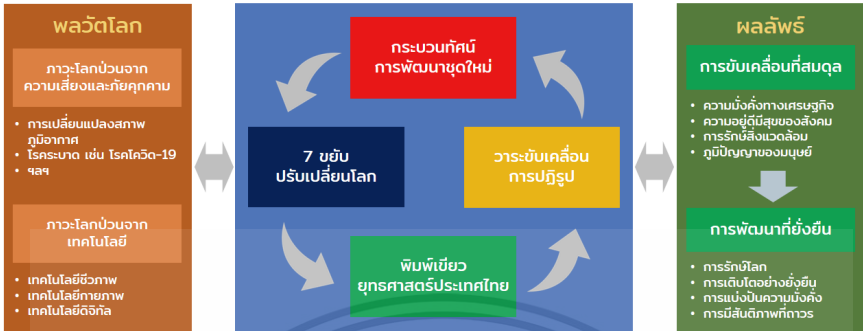 พลวัตโลก
ภาวะโลกป่วนจาก
ความเสี่ยงและภัยคุกคาม
• การเปลี่ยนแปลงสภาพ
ภูมิอากาศ
• โรคระบาด เช่น โรคโควิด-19
• ฯลฯ
ภาวะโลกป่วนจาก
เทคโนโลยี
• เทคโนโลยีชีวภาพ
• เทคโนโลยีกายภาพ
• เทคโนโลยีดิจิทัล
กระบวนทัศน์
การพัฒนาชุดใหม่
7 ขยับ
ปรับเปลี่ยนโลก
วาระขับเคลื่อน
การปฏิรูป
พิมพ์เขียว
ยุทธศาสตร์ประเทศไทย
ผลลัพธ์
การขับเคลื่อนที่สมดุล
• ความมั่งคั่งทางเศรษฐกิจ
• ความอยู่ดีมีสุขของสังคม
• การรักษ์สิ่งแวดล้อม
• ภูมิปัญญาของมนุษย์
การพัฒนาที่ยั่งยืน
• การรักษ์โลก
• การเติบโตอย่างยั่งยืน
• การแบ่งปันความมั่งคั่ง
• การมีสันติภาพที่ถาวร